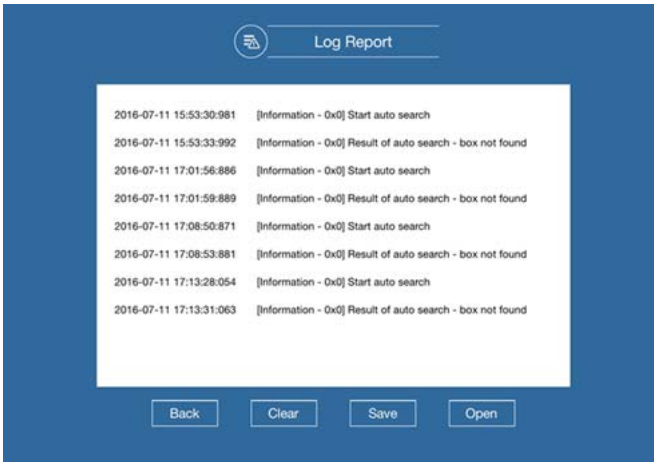 Log Report
2016-07-11 15:53:30:981 [Information - 0x0] Start auto search
2016-07-11 15:53:33:992 [Information - 0x0] Result of auto search - box not found
2016-07-11 17:01:56:886 [Information - 0x0] Start auto search
2016-07-11 17:01:59:889 [Information - 0x0] Result of auto search - box not found
2016-07-11 17:08:50:871 [Information - 0x0] Start auto search
2016-07-11 17:08:53:881 [Information - 0x0] Result of auto search - box not found
2016-07-11 17:13:28:054 [Information - 0x0] Start auto search
2016-07-11 17:13:31:063 [Information - 0x0] Result of auto search - box not found
Back Clear Save Open